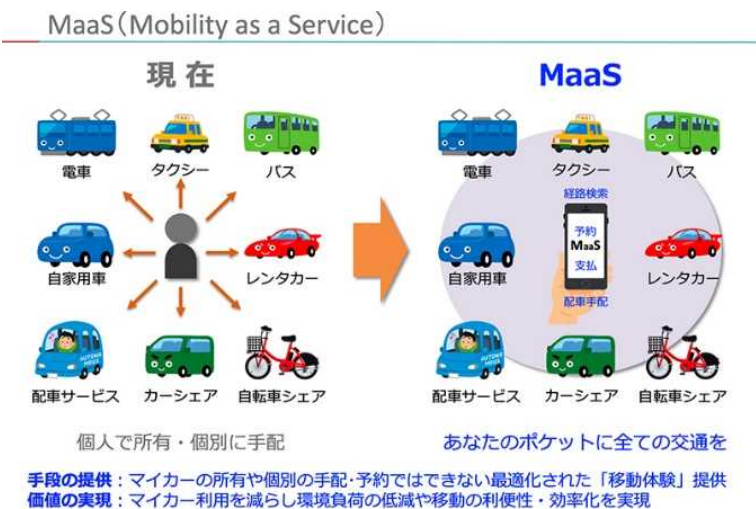 MaaS（Mobility as a Service）
現在
電車
タクシー
バス
自家用車
レンタカー
配車サービス
カーシェア
自転車シェア
個人で所有・個別に手配
MaaS
電車
タクシー
バス
経路検索
予約
MaaS
支払
配車手配
自家用車
レンタカー
配車サービス
カーシェア
自転車シェア
あなたのポケットに全ての交通を
手段の提供：マイカーの所有や個別の手配・予約ではできない最適化された「移動体験」提供
価値の実現：マイカー利用を減らし環境負荷の低減や移動の利便性・効率化を実現